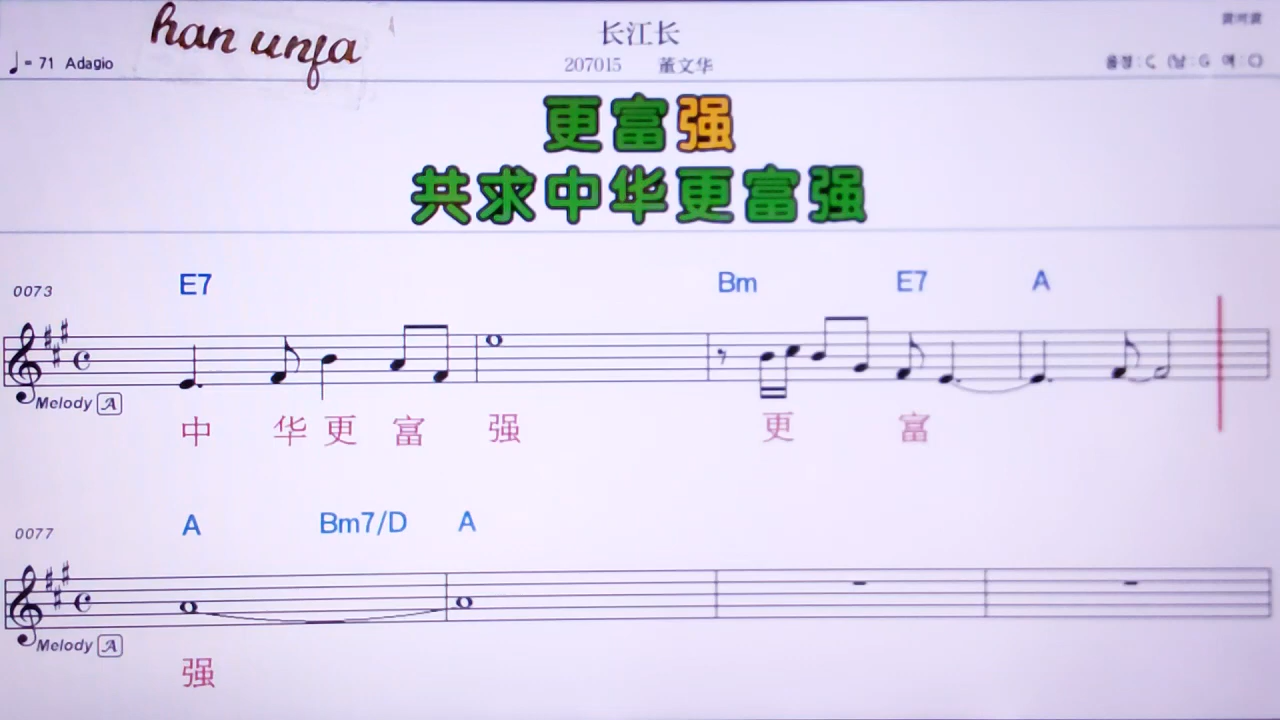 han unfa
长江长
♩= 71 Adagio
207015 董文华
更富强
共求中华更富强
E7 Bm E7 A
0073
Melody A
中 华 更 富 强 更 富
A Bm7/D A
0077
Melody A
强